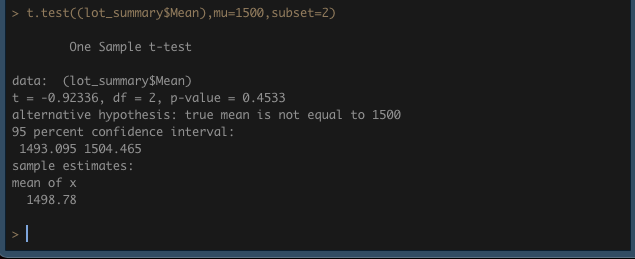 > t.test((lot_summary$Mean),mu=1500,subset=2)
One Sample t-test
data:  (lot_summary$Mean)
t = -0.92336, df = 2, p-value = 0.4533
alternative hypothesis: true mean is not equal to 1500
95 percent confidence interval:
1493.095 1504.465
sample estimates:
mean of x
1498.78
>